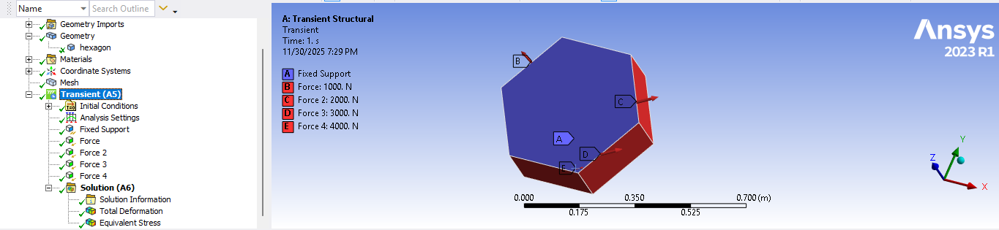 Name
Search Outline
Geometry Imports
Geometry
hexagon
Materials
Coordinate Systems
Mesh
Transient (A5)
Initial Conditions
t=0
Analysis Settings
Fixed Support
Force
Force 2
Force 3
Force 4
Solution (A6)
Solution Information
Total Deformation
Equivalent Stress
A: Transient Structural
Transient
Time: 1. s
11/30/2025 7:29 PM
A Fixed Support
B Force: 1000. N
C Force 2: 2000. N
D Force 3: 3000. N
E Force 4: 4000. N
B
C
A
D
E
0.000 0.350 0.700 (m)
0.175 0.525
Ansys
2023 R1
Y
Z
X